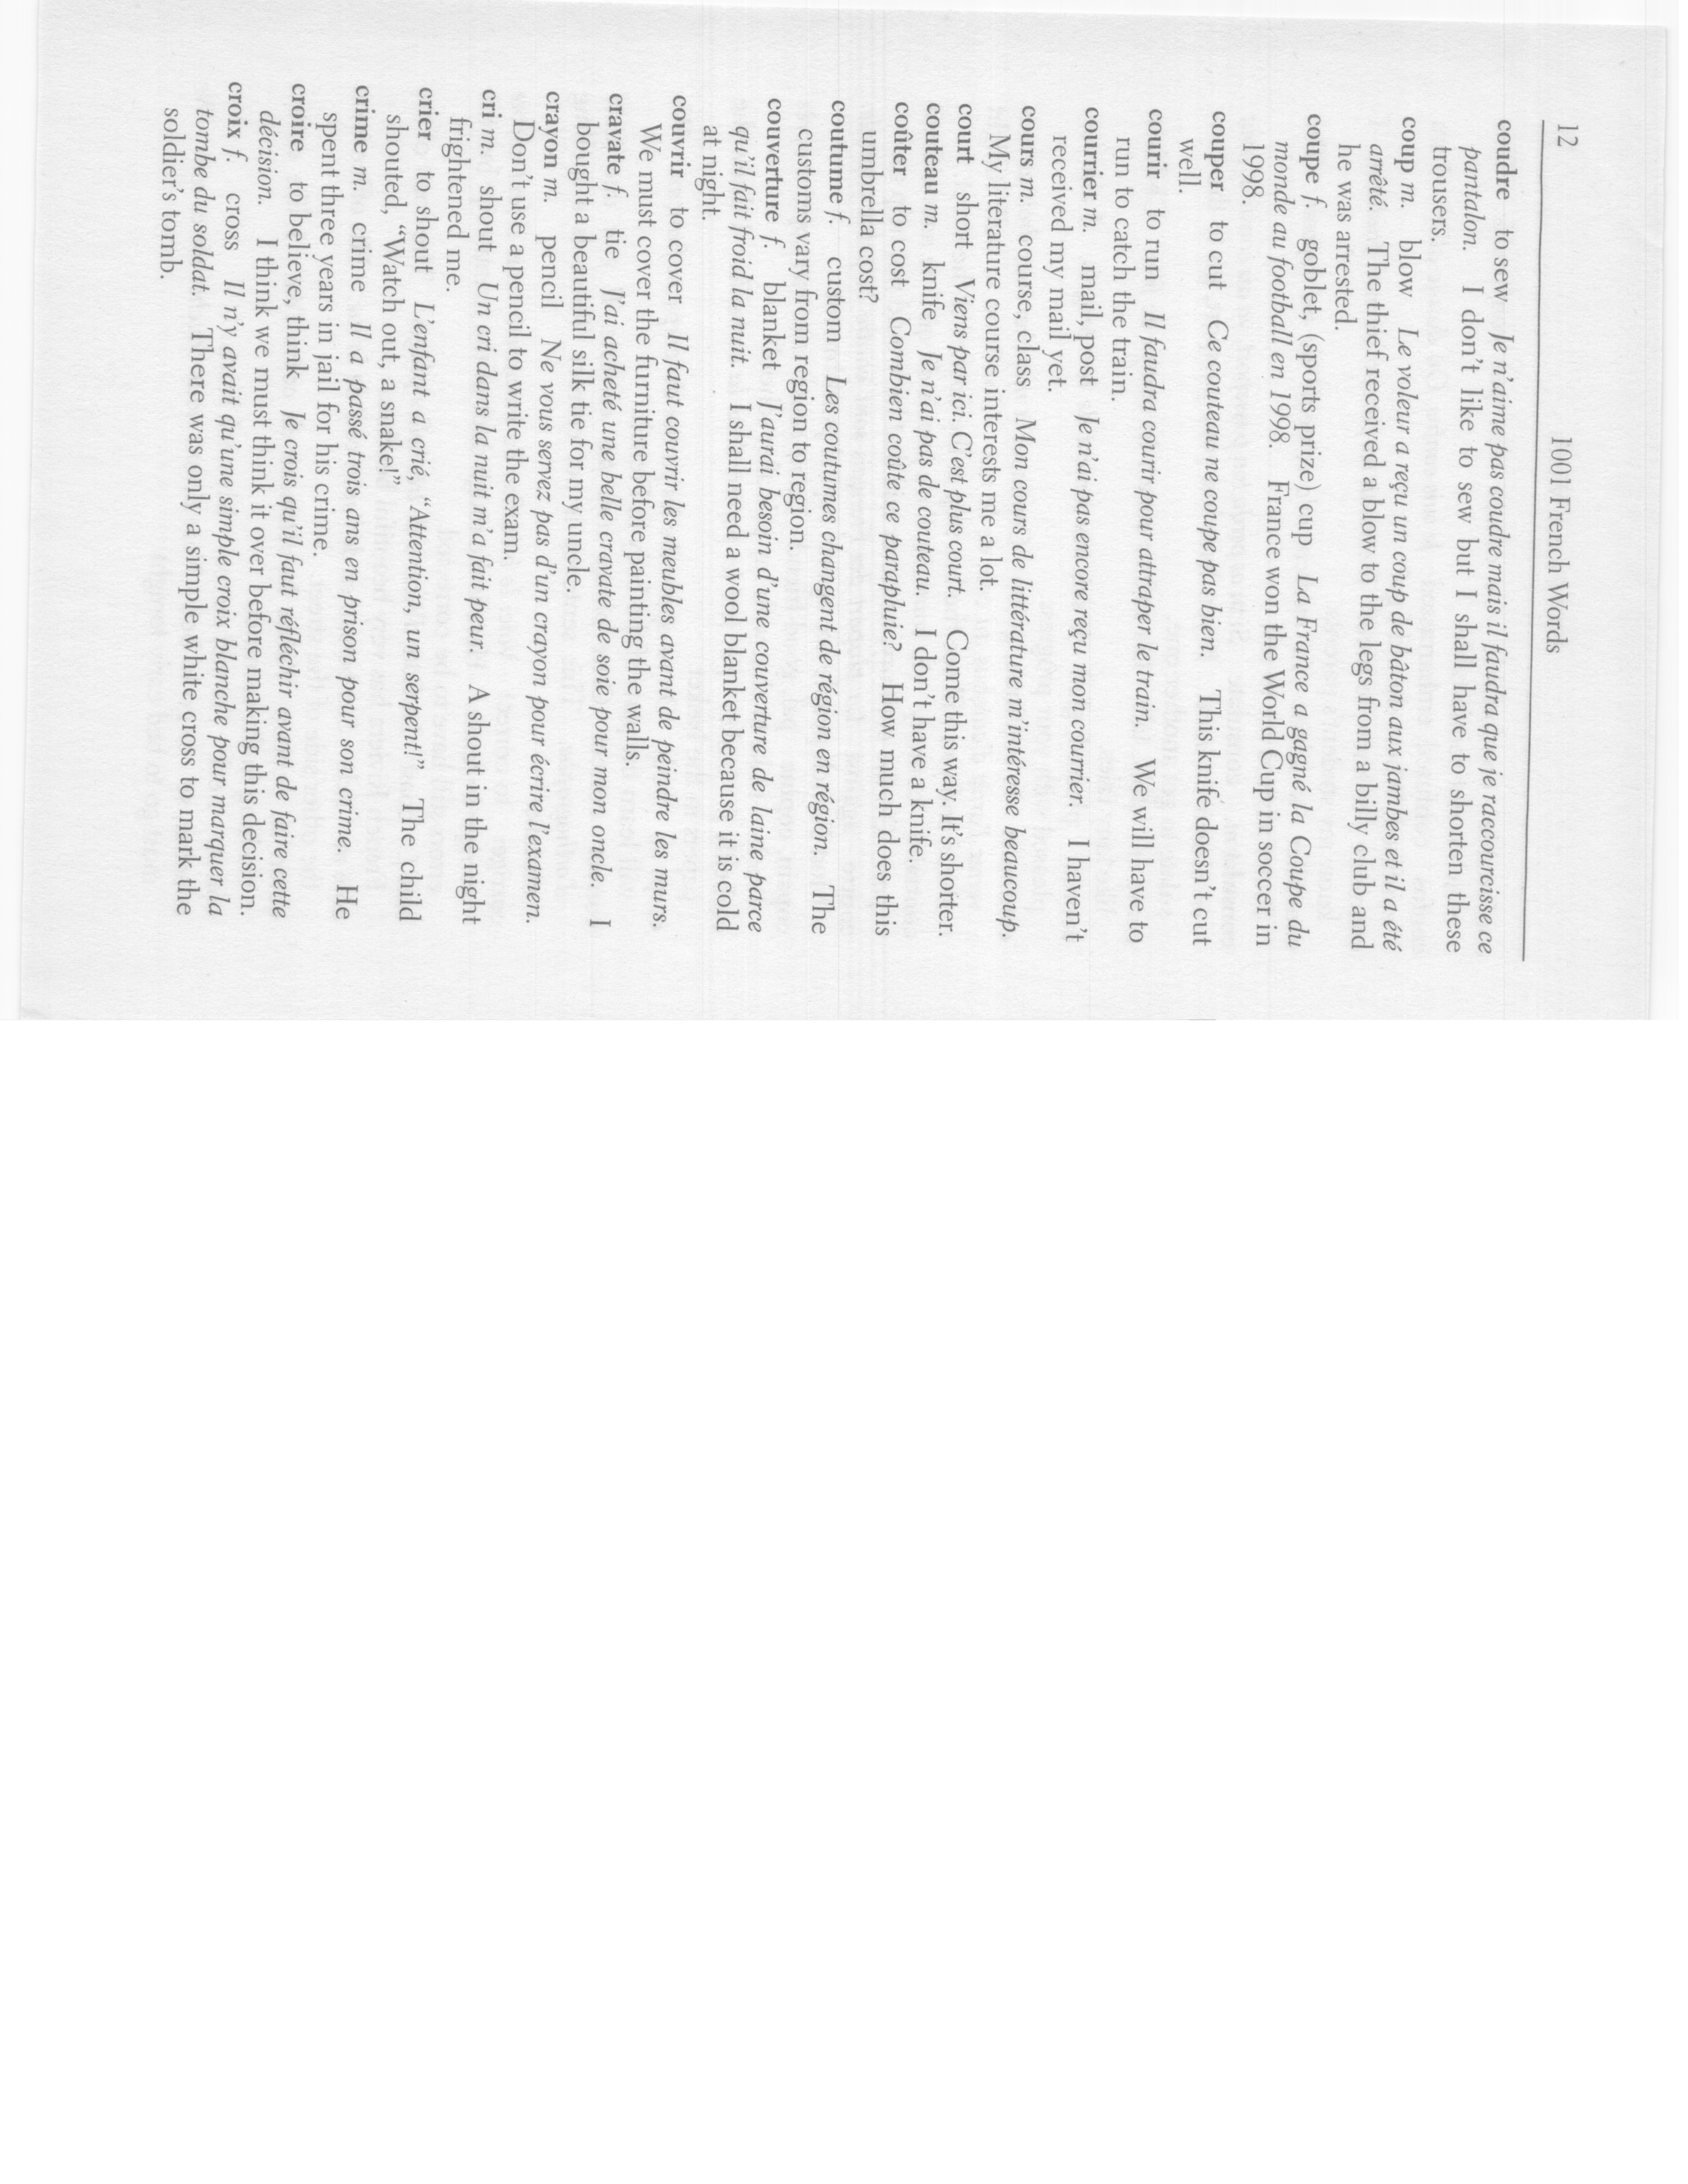 12 1001 French Words
coudre to sew Je n'aime pas coudre mais il faudra que je raccourcisse ce
pantalon. I don't like to sew but I shall have to shorten these
trousers.
coup m. blow Le voleur a reçu un coup de bâton aux jambes et il a été
arrêté. The thief received a blow to the legs from a billy club and
he was arrested.
coupe f. goblet, (sports prize) cup La France a gagné la Coupe du
monde au football en 1998. France won the World Cup in soccer in
1998.
couper to cut Ce couteau ne coupe pas bien. This knife doesn't cut
well.
courir to run Il faudra courir pour attraper le train. We will have to
run to catch the train.
courrier m. mail, post Je n'ai pas encore reçu mon courrier. I haven't
received my mail yet.
cours m. course, class Mon cours de littérature m'intéresse beaucoup.
My literature course interests me a lot.
court short Viens par ici. C'est plus court. Come this way. It's shorter.
couteau m. knife Je n'ai pas de couteau. I don't have a knife.
coûter to cost Combien coûte ce parapluie? How much does this
umbrella cost?
coutume f. custom Les coutumes changent de région en région. The
customs vary from region to region.
couverture f. blanket J'aurai besoin d'une couverture de laine parce
qu'il fait froid la nuit. I shall need a wool blanket because it is cold
at night.
couvrir to cover Il faut couvrir les meubles avant de peindre les murs.
We must cover the furniture before painting the walls.
cravate f. tie J'ai acheté une belle cravate de soie pour mon oncle. I
bought a beautiful silk tie for my uncle.
crayon m. pencil Ne vous servez pas d'un crayon pour écrire l'examen.
Don't use a pencil to write the exam.
cri m. shout Un cri dans la nuit m'a fait peur. A shout in the night
frightened me.
crier to shout L'enfant a crié, “Attention, un serpent!” The child
shouted, “Watch out, a snake!”
crime m. crime Il a passé trois ans en prison pour son crime. He
spent three years in jail for his crime.
croire to believe, think Je crois qu'il faut réfléchir avant de faire cette
décision. I think we must think it over before making this decision.
croix f. cross Il n'y avait qu'une simple croix blanche pour marquer la
tombe du soldat. There was only a simple white cross to mark the
soldier's tomb.